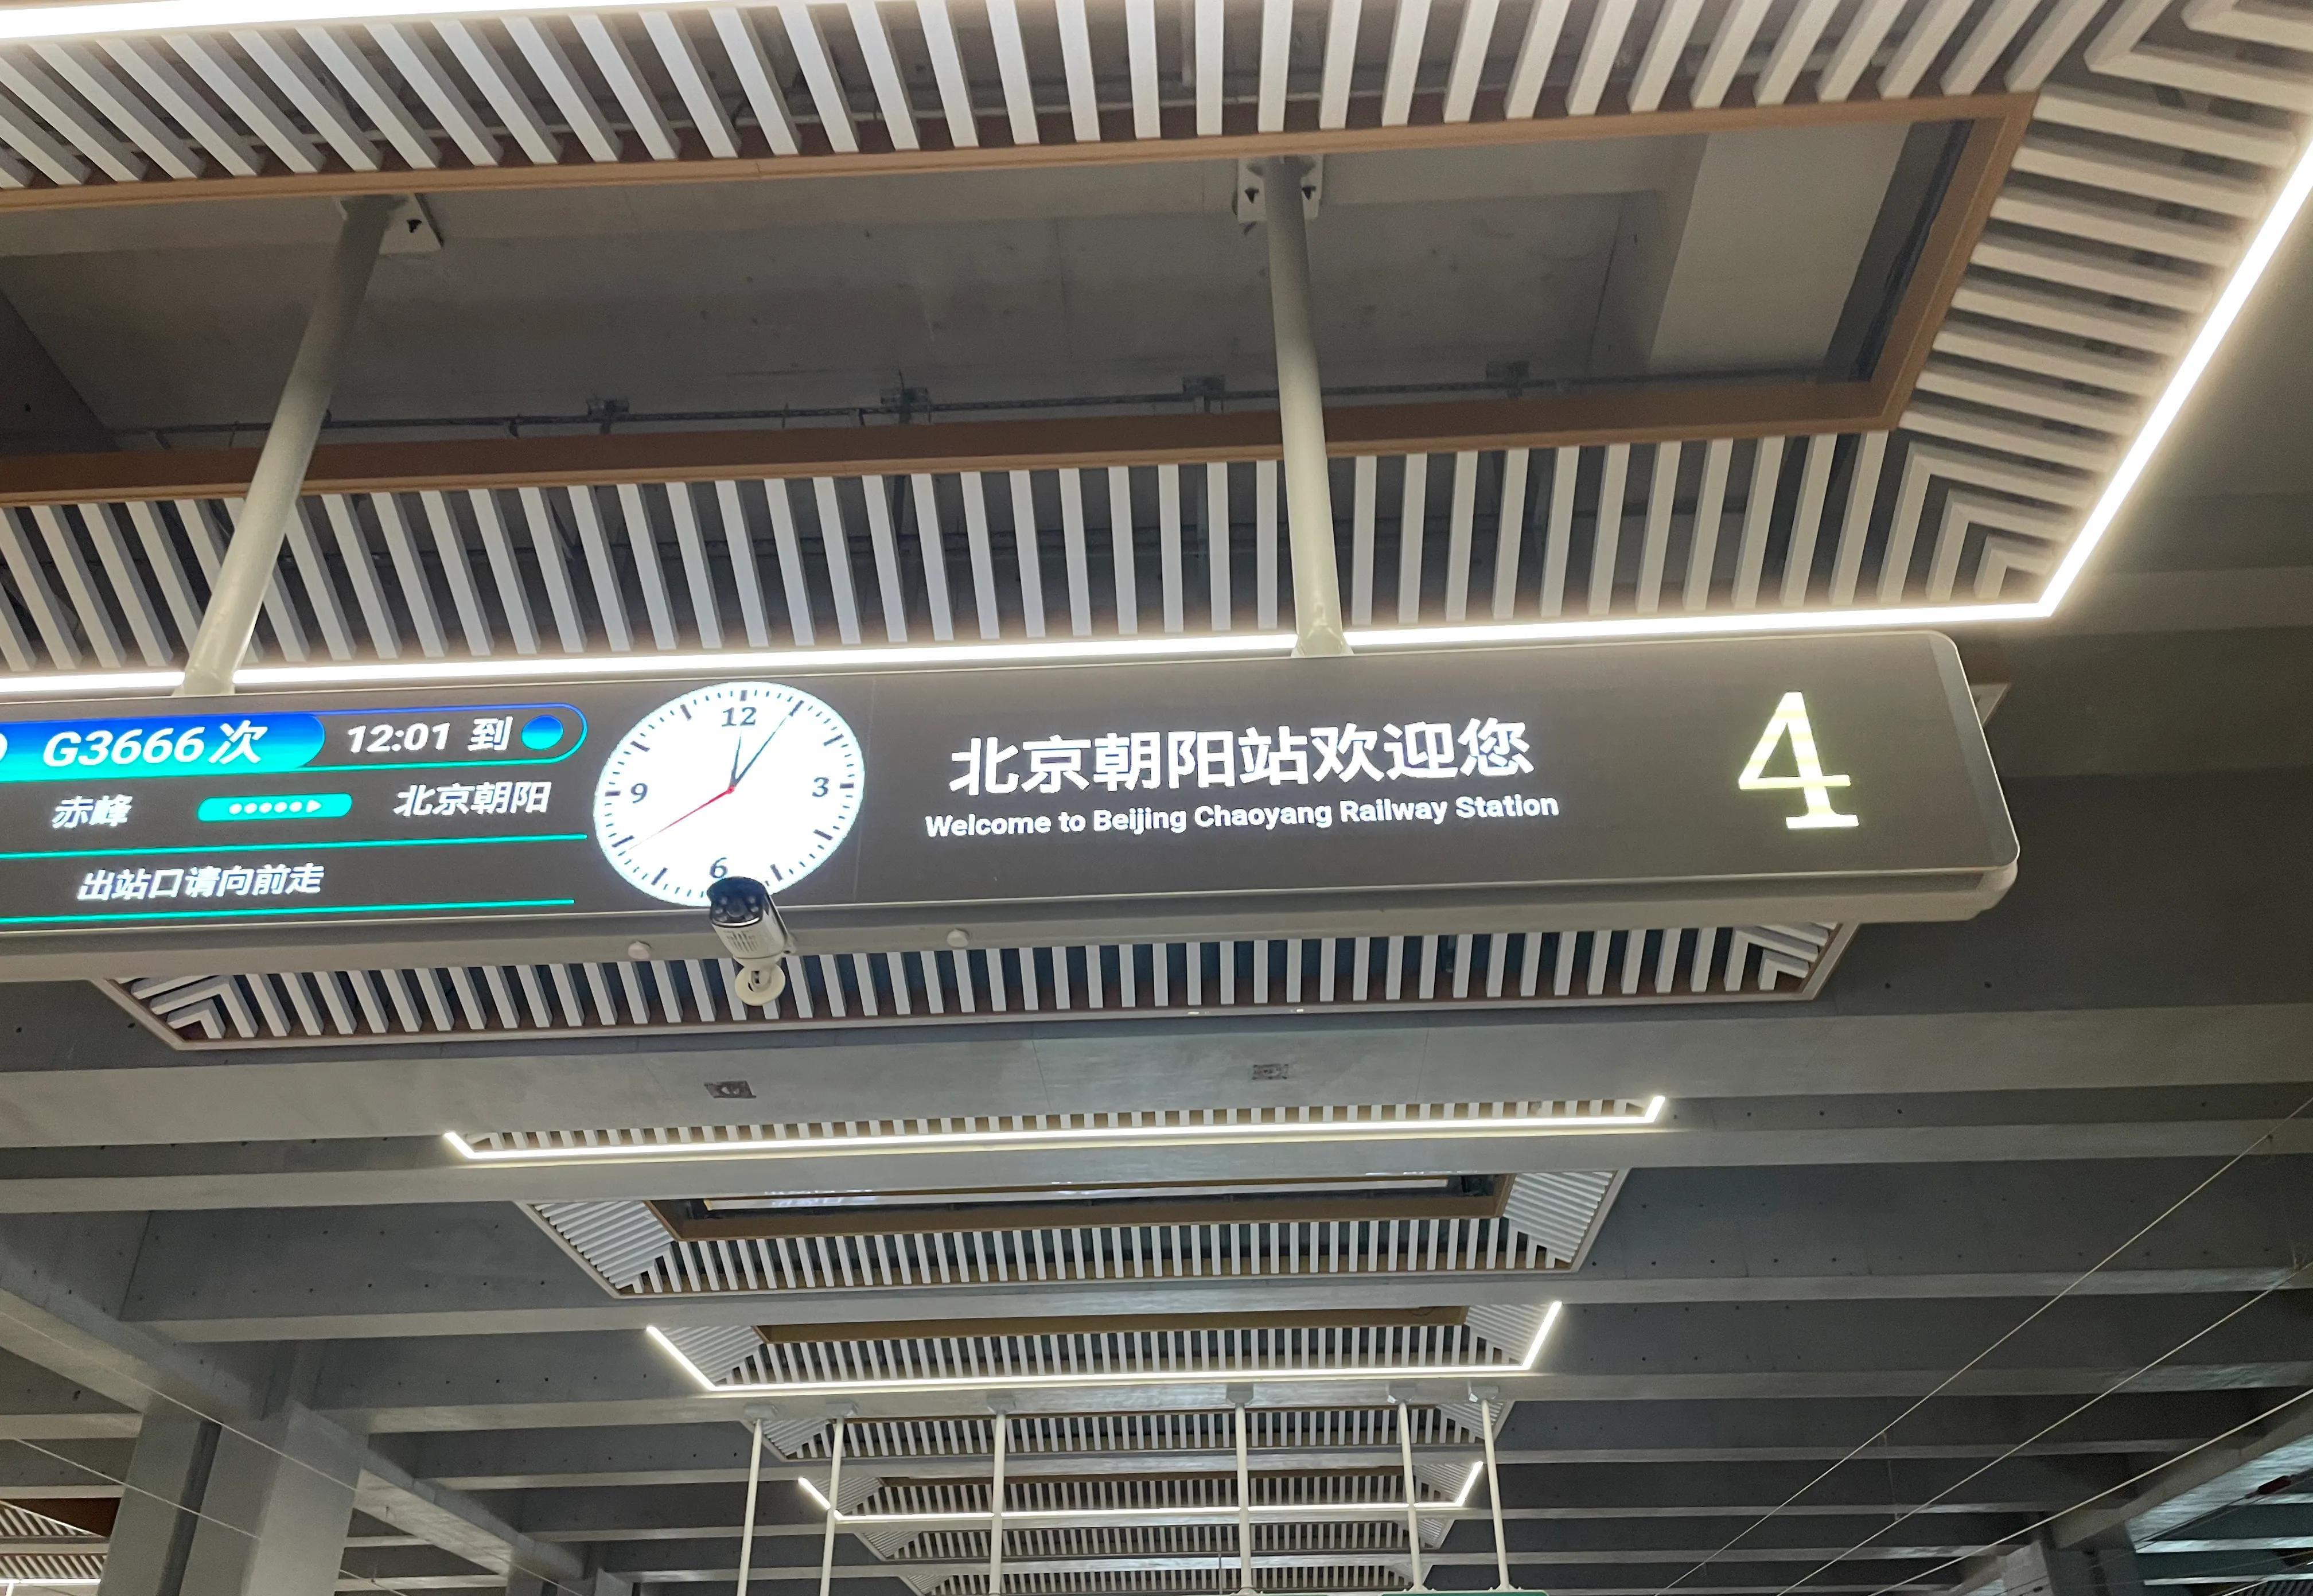 G3666次 12:01 到
赤峰 北京朝阳
出站口请向前走
12
3
6
9
北京朝阳站欢迎您
Welcome to Beijing Chaoyang Railway Station
4